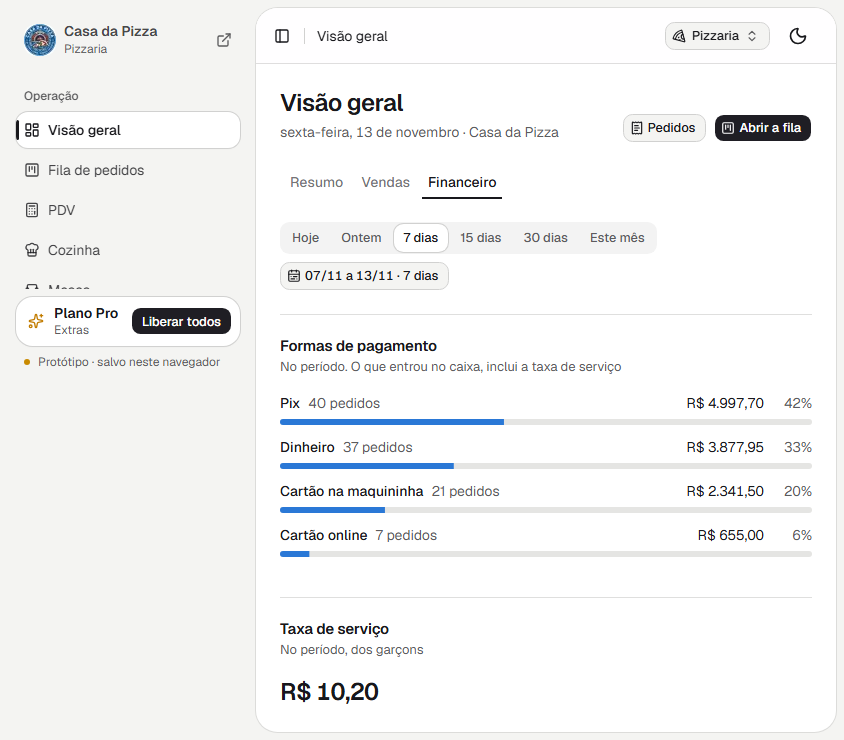 Casa da Pizza
Pizzaria
Operação
Visão geral
Fila de pedidos
PDV
Cozinha
Mesas
Plano Pro
Extras
Liberar todos
Protótipo · salvo neste navegador
Visão geral
Pizzaria
Visão geral
sexta-feira, 13 de novembro · Casa da Pizza
Pedidos
Abrir a fila
Resumo Vendas Financeiro
Hoje Ontem 7 dias 15 dias 30 dias Este mês
07/11 a 13/11 · 7 dias
Formas de pagamento
No período. O que entrou no caixa, inclui a taxa de serviço
Pix 40 pedidos R$ 4.997,70 42%
Dinheiro 37 pedidos R$ 3.877,95 33%
Cartão na maquininha 21 pedidos R$ 2.341,50 20%
Cartão online 7 pedidos R$ 655,00 6%
Taxa de serviço
No período, dos garçons
R$ 10,20